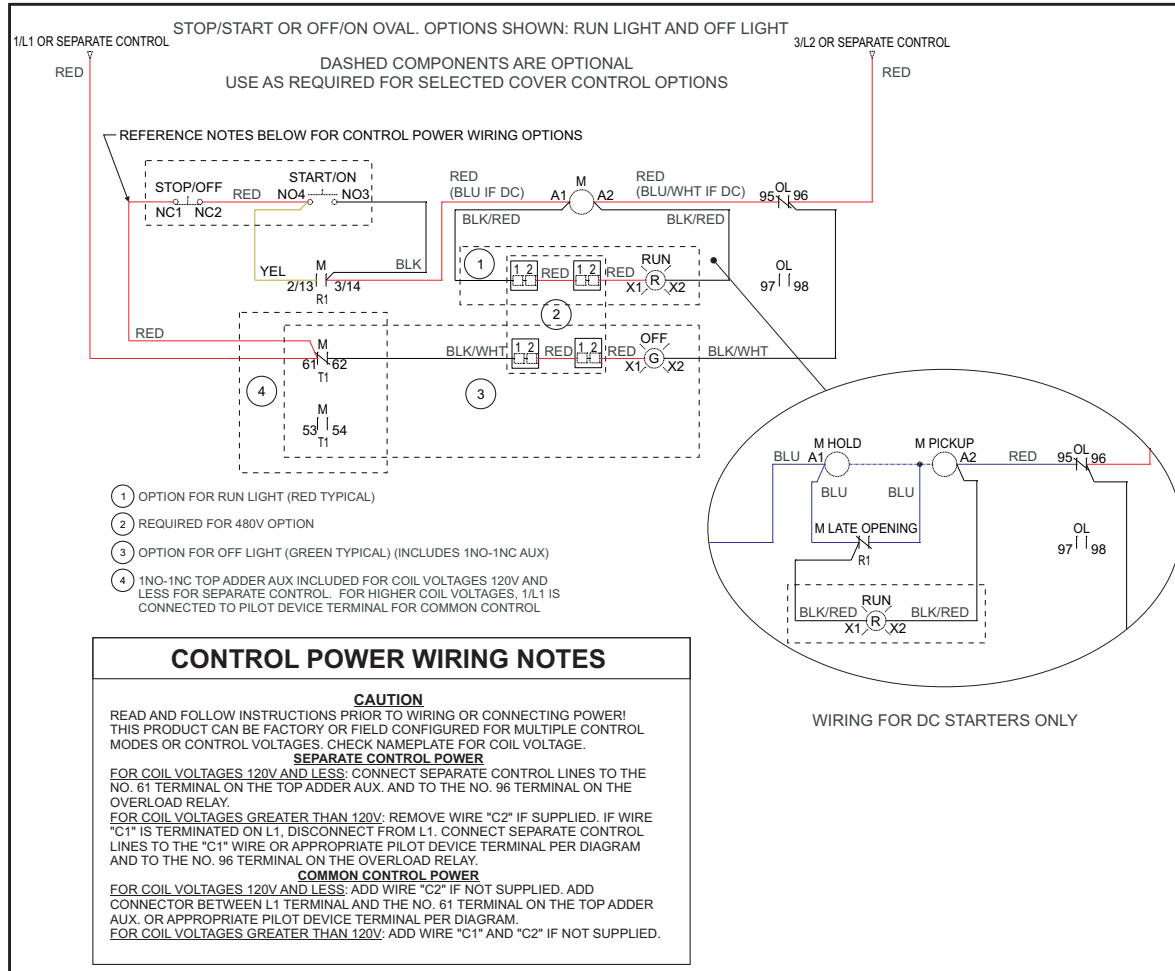 STOP/START OR OFF/ON OVAL. OPTIONS SHOWN: RUN LIGHT AND OFF LIGHT
1/L1 OR SEPARATE CONTROL
3/L2 OR SEPARATE CONTROL
RED
DASHED COMPONENTS ARE OPTIONAL
USE AS REQUIRED FOR SELECTED COVER CONTROL OPTIONS
RED
REFERENCE NOTES BELOW FOR CONTROL POWER WIRING OPTIONS
STOP/OFF
NC1 NC2
RED
START/ON
NO4 NO3
RED
(BLU IF DC)
M
A1 A2
RED
(BLU/WHT IF DC)
OL
95 96
BLK/RED
BLK/RED
YEL
M
2/13 3/14
R1
BLK
1
1 2
RED
1 2
RED
RUN
X1 R X2
OL
97 98
2
RED
M
61 62
T1
BLK/WHT
1 2
RED
1 2
RED
OFF
X1 G X2
BLK/WHT
4
3
M
53 54
T1
M HOLD
M PICKUP
BLU
A1
A2
RED
OL
95 96
BLU
BLU
M LATE OPENING
R1
OL
97 98
RUN
BLK/RED
BLK/RED
X1 R X2
WIRING FOR DC STARTERS ONLY
1 OPTION FOR RUN LIGHT (RED TYPICAL)
2 REQUIRED FOR 480V OPTION
3 OPTION FOR OFF LIGHT (GREEN TYPICAL) (INCLUDES 1NO-1NC AUX)
4 1NO-1NC TOP ADDER AUX INCLUDED FOR COIL VOLTAGES 120V AND
LESS FOR SEPARATE CONTROL. FOR HIGHER COIL VOLTAGES, 1/L1 IS
CONNECTED TO PILOT DEVICE TERMINAL FOR COMMON CONTROL
CONTROL POWER WIRING NOTES
CAUTION
READ AND FOLLOW INSTRUCTIONS PRIOR TO WIRING OR CONNECTING POWER!
THIS PRODUCT CAN BE FACTORY OR FIELD CONFIGURED FOR MULTIPLE CONTROL
MODES OR CONTROL VOLTAGES. CHECK NAMEPLATE FOR COIL VOLTAGE.
SEPARATE CONTROL POWER
FOR COIL VOLTAGES 120V AND LESS: CONNECT SEPARATE CONTROL LINES TO THE
NO. 61 TERMINAL ON THE TOP ADDER AUX. AND TO THE NO. 96 TERMINAL ON THE
OVERLOAD RELAY.
FOR COIL VOLTAGES GREATER THAN 120V: REMOVE WIRE "C2" IF SUPPLIED. IF WIRE
"C1" IS TERMINATED ON L1, DISCONNECT FROM L1. CONNECT SEPARATE CONTROL
LINES TO THE "C1" WIRE OR APPROPRIATE PILOT DEVICE TERMINAL PER DIAGRAM
AND TO THE NO. 96 TERMINAL ON THE OVERLOAD RELAY.
COMMON CONTROL POWER
FOR COIL VOLTAGES 120V AND LESS: ADD WIRE "C2" IF NOT SUPPLIED. ADD
CONNECTOR BETWEEN L1 TERMINAL AND THE NO. 61 TERMINAL ON THE TOP ADDER
AUX. OR APPROPRIATE PILOT DEVICE TERMINAL PER DIAGRAM.
FOR COIL VOLTAGES GREATER THAN 120V: ADD WIRE "C1" AND "C2" IF NOT SUPPLIED.